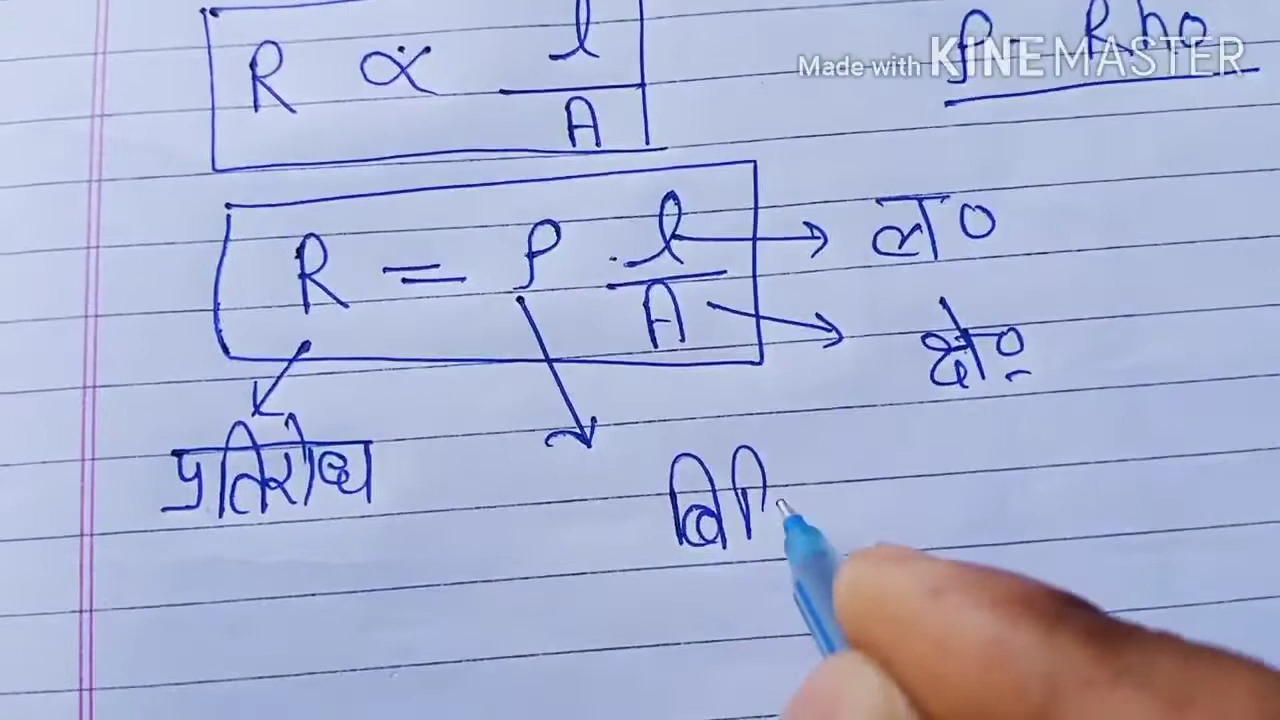 R ∝ l/A
ρ - Rho
Made with KINEMASTER
R = ρ . l/A
ल०
क्षे०
प्रतिरोध
वि